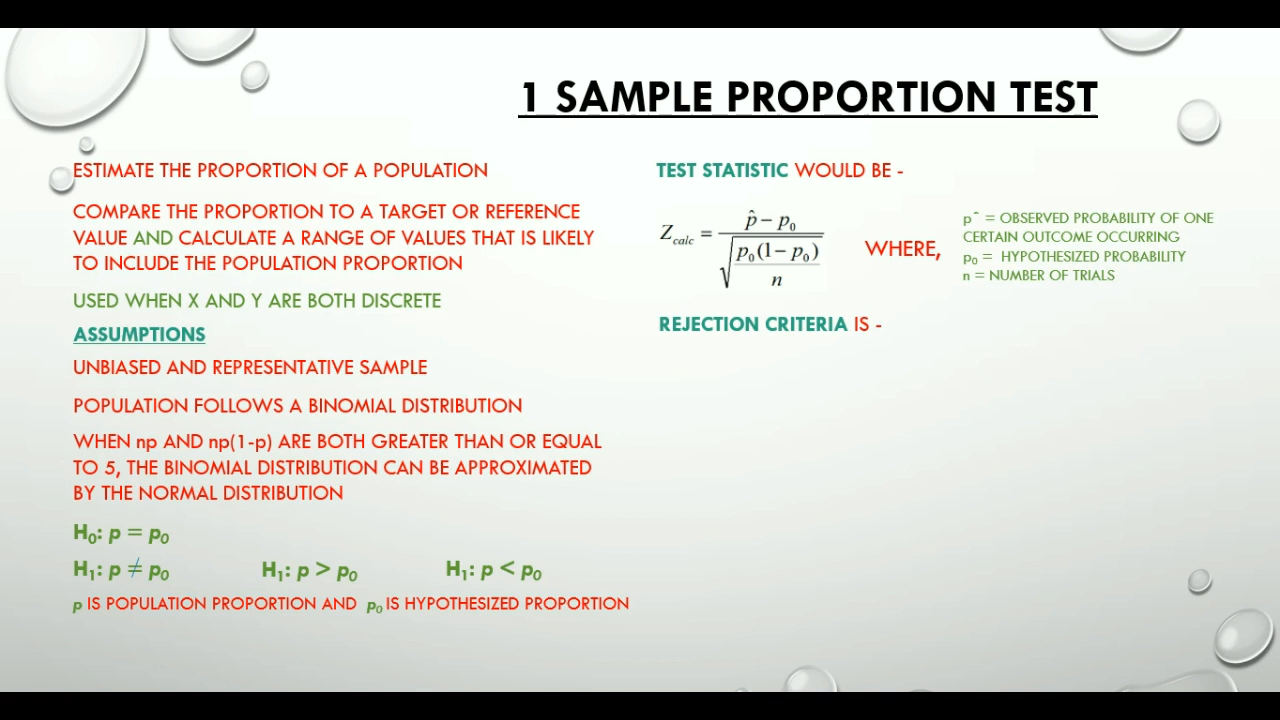 1 SAMPLE PROPORTION TEST
ESTIMATE THE PROPORTION OF A POPULATION
COMPARE THE PROPORTION TO A TARGET OR REFERENCE
VALUE AND CALCULATE A RANGE OF VALUES THAT IS LIKELY
TO INCLUDE THE POPULATION PROPORTION
USED WHEN X AND Y ARE BOTH DISCRETE
ASSUMPTIONS
UNBIASED AND REPRESENTATIVE SAMPLE
POPULATION FOLLOWS A BINOMIAL DISTRIBUTION
WHEN np AND np(1-p) ARE BOTH GREATER THAN OR EQUAL
TO 5, THE BINOMIAL DISTRIBUTION CAN BE APPROXIMATED
BY THE NORMAL DISTRIBUTION
H₀: p = p₀
H₁: p ≠ p₀ H₁: p > p₀ H₁: p < p₀
p IS POPULATION PROPORTION AND p₀ IS HYPOTHESIZED PROPORTION
TEST STATISTIC WOULD BE -
Z_calc = (p̂ − p₀) / √(p₀(1− p₀) / n)
WHERE,
pˆ = OBSERVED PROBABILITY OF ONE
CERTAIN OUTCOME OCCURRING
p₀ = HYPOTHESIZED PROBABILITY
n = NUMBER OF TRIALS
REJECTION CRITERIA IS -